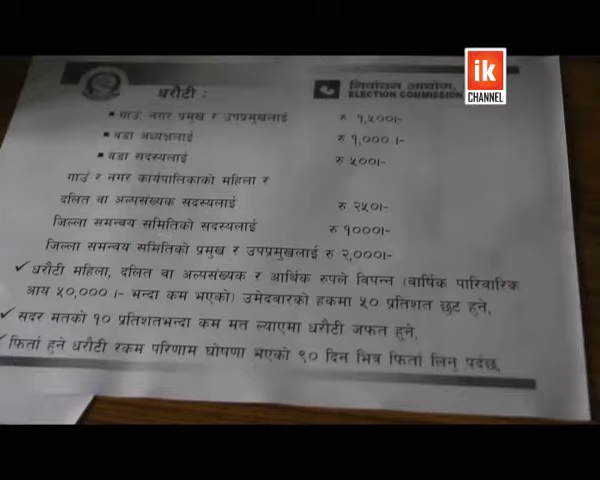 ik
CHANNEL
निर्वाचन आयोग,
ELECTION COMMISSION
धरौटी :
▪ गाउँ, नगर प्रमुख र उपप्रमुखलाई रु १,५००।-
▪ वडा अध्यक्षलाई रु १,००० ।-
▪ वडा सदस्यलाई रु ५००।-
गाउँ र नगर कार्यपालिकाको महिला र
दलित वा अल्पसंख्यक सदस्यलाई रु २५०।-
जिल्ला समन्वय समितिको सदस्यलाई रु १०००।-
जिल्ला समन्वय समितिको प्रमुख र उपप्रमुखलाई रु २,०००।-
✓ धरौटी महिला, दलित वा अल्पसंख्यक र आर्थिक रुपले विपन्न (वार्षिक पारिवारिक
आय ५०,००० ।- भन्दा कम भएको) उमेदवारको हकमा ५० प्रतिशत छुट हुने,
✓ सदर मतको १० प्रतिशतभन्दा कम मत ल्याएमा धरौटी जफत हुने,
✓ फिर्ता हुने धरौटी रकम परिणाम घोषणा भएको ९० दिन भित्र फिर्ता लिनु पर्दछ,